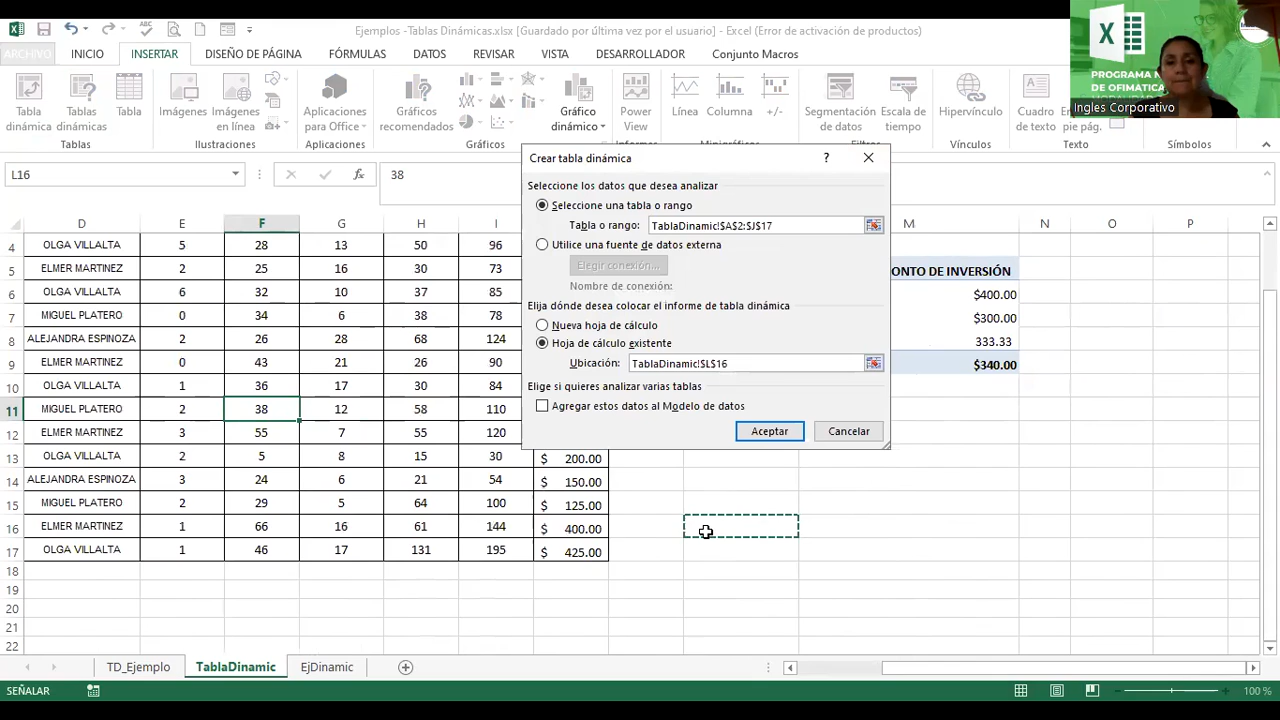 Ejemplos -Tablas Dinámicas.xlsx [Guardado por última vez por el usuario] - Excel (Error de activación de productos)
ARCHIVO INICIO INSERTAR DISEÑO DE PÁGINA FÓRMULAS DATOS REVISAR VISTA DESARROLLADOR Conjunto Macros
PROGRAMA N
DE OFIMÁTICA
Ingles Corporativo
Tabla dinámica
Tablas dinámicas
Tabla
Imágenes
Imágenes en línea
Aplicaciones para Office
Gráficos recomendados
Gráfico dinámico
Power View
Línea
Columna
+/-
Segmentación de datos
Escala de tiempo
Hipervínculo
Cuadro de texto
pie pág.
Tablas Ilustraciones Aplicaciones Gráficos Vínculos Texto Símbolos
L16 fx 38
Crear tabla dinámica ?
Seleccione los datos que desea analizar
Seleccione una tabla o rango
Tabla o rango: TablaDinamic!$A$2:$J$17
Utilice una fuente de datos externa
Elegir conexión...
Nombre de conexión:
Elija dónde desea colocar el informe de tabla dinámica
Nueva hoja de cálculo
Hoja de cálculo existente
Ubicación: TablaDinamic!$L$16
Elige si quieres analizar varias tablas
Agregar estos datos al Modelo de datos
Aceptar Cancelar
D E F G H I M N O P
4 OLGA VILLALTA 5 28 13 50 96
5 ELMER MARTINEZ 2 25 16 30 73 ONTO DE INVERSIÓN
6 OLGA VILLALTA 6 32 10 37 85 $400.00
7 MIGUEL PLATERO 0 34 6 38 78 $300.00
8 ALEJANDRA ESPINOZA 2 26 28 68 124 333.33
9 ELMER MARTINEZ 0 43 21 26 90 $340.00
10 OLGA VILLALTA 1 36 17 30 84
11 MIGUEL PLATERO 2 38 12 58 110
12 ELMER MARTINEZ 3 55 7 55 120
13 OLGA VILLALTA 2 5 8 15 30 $ 200.00
14 ALEJANDRA ESPINOZA 3 24 6 21 54 $ 150.00
15 MIGUEL PLATERO 2 29 5 64 100 $ 125.00
16 ELMER MARTINEZ 1 66 16 61 144 $ 400.00
17 OLGA VILLALTA 1 46 17 131 195 $ 425.00
18
19
20
21
22
TD_Ejemplo TablaDinamic EjDinamic
SEÑALAR 100 %